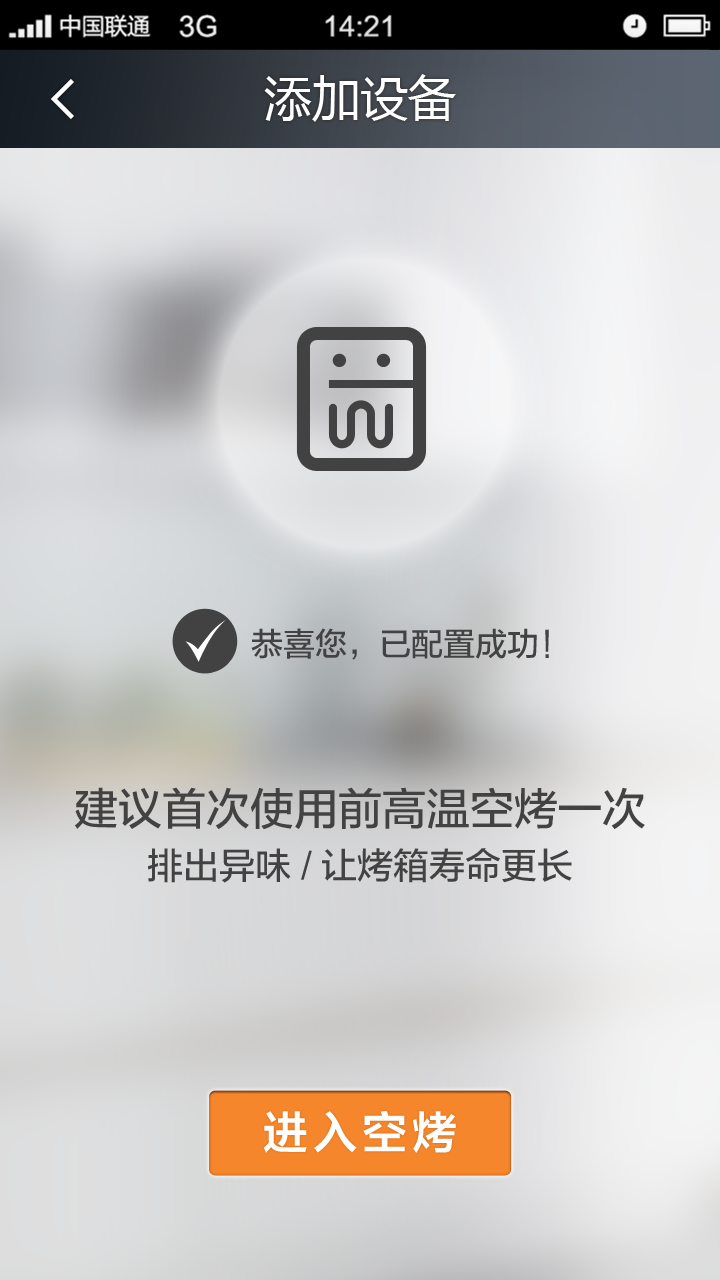 中国联通 3G 14:21
添加设备
恭喜您，已配置成功！
建议首次使用前高温空烤一次
排出异味 / 让烤箱寿命更长
进入空烤